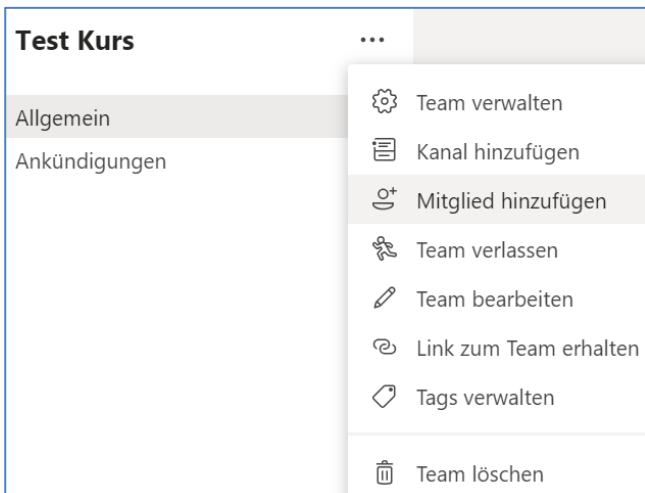 Test Kurs
Allgemein
Ankündigungen
Team verwalten
Kanal hinzufügen
Mitglied hinzufügen
Team verlassen
Team bearbeiten
Link zum Team erhalten
Tags verwalten
Team löschen